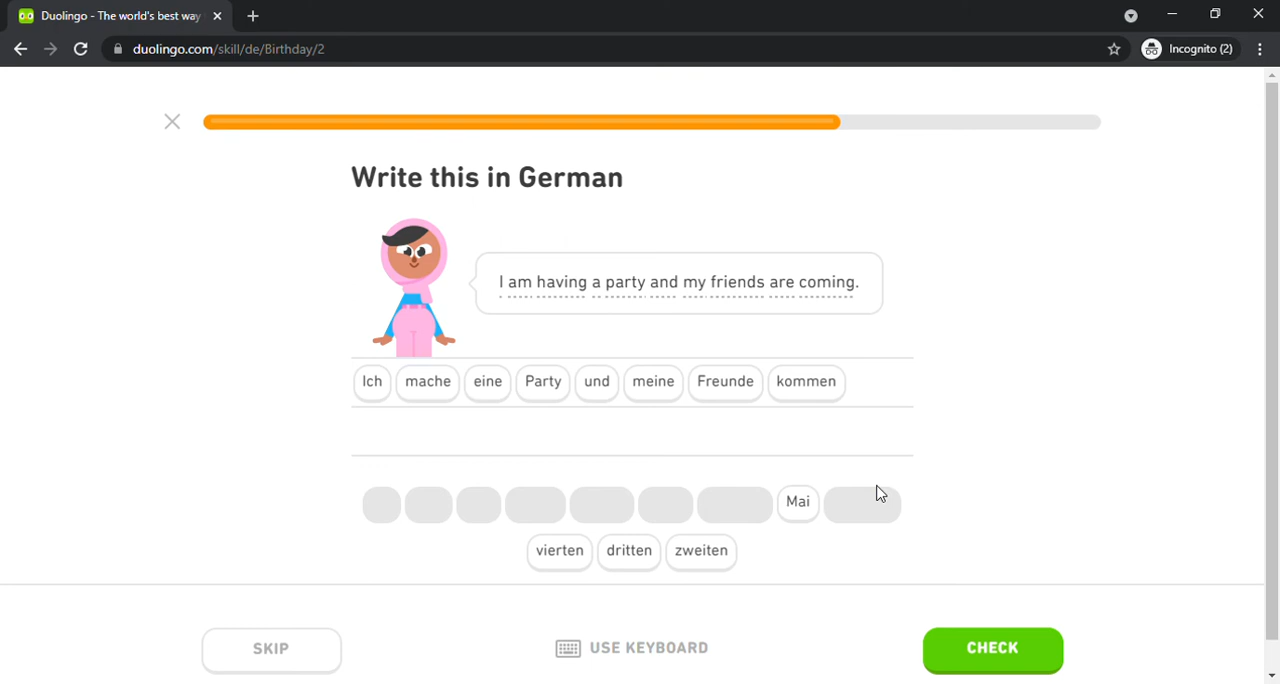 Duolingo - The world's best way
duolingo.com/skill/de/Birthday/2
Incognito (2)
Write this in German
I am having a party and my friends are coming.
Ich mache eine Party und meine Freunde kommen
Mai
vierten dritten zweiten
SKIP USE KEYBOARD CHECK